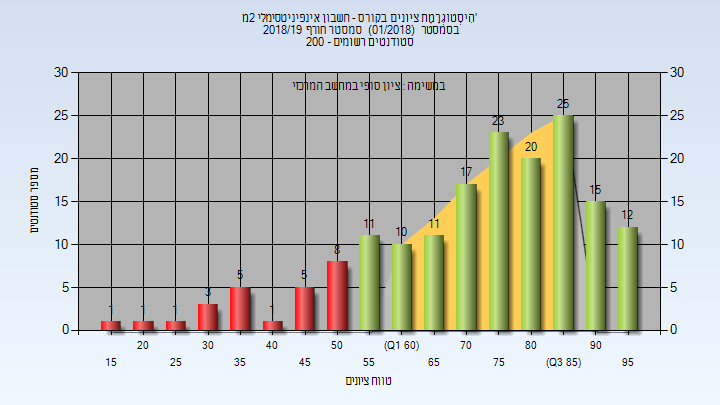 'היסטוגרמת ציונים בקורס - חשבון אינפיניטסימלי 2מ
בסמסטר (01/2018) סמסטר חורף 2018/19
סטודנטים רשומים - 200
במשימה : ציון סופי במחשב המרכזי
מספר סטודנטים
30 30
25 25
20 20
15 15
10 10
5 5
0 0
1 1 1 3 5 1 5 8 11 10 11 17 23 20 25 15 12
20 30 40 50 (Q1 60) 70 80 90
15 25 35 45 55 65 75 (Q3 85) 95
טווח ציונים